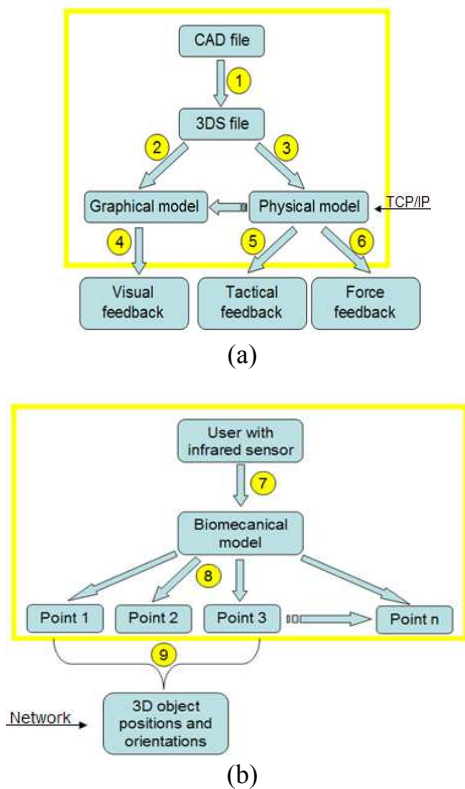 CAD file
1
3DS file
2
3
Graphical model
Physical model
TCP/IP
4
5
6
Visual
feedback
Tactical
feedback
Force
feedback
(a)
User with
infrared sensor
7
Biomecanical
model
8
Point 1
Point 2
Point 3
Point n
9
Network
3D object
positions and
orientations
(b)